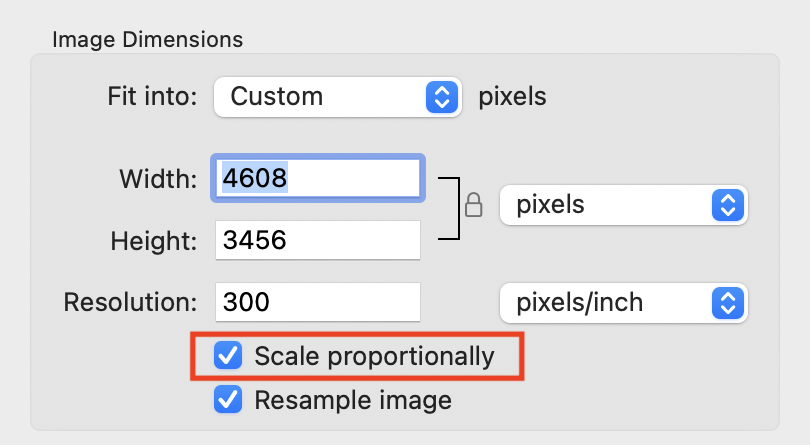 Image Dimensions
Fit into: Custom pixels
Width: 4608
pixels
Height: 3456
Resolution: 300 pixels/inch
Scale proportionally
Resample image